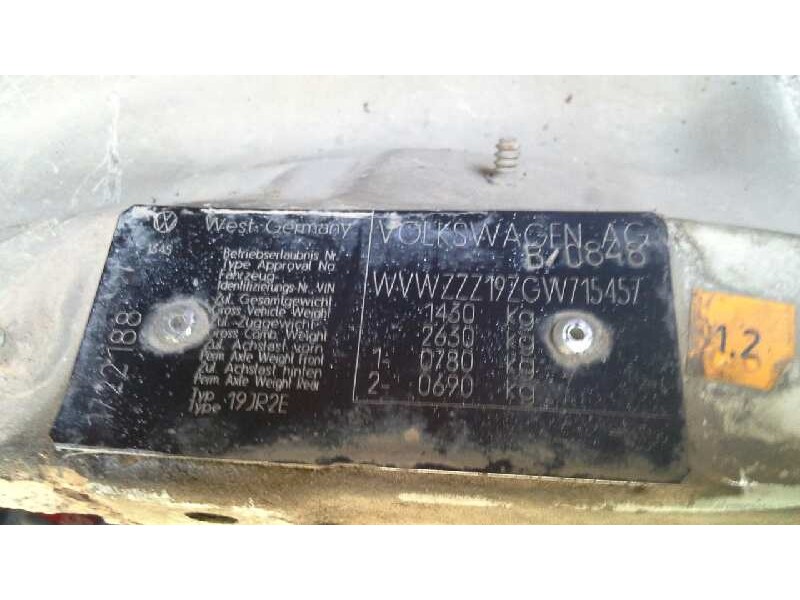 West-Germany
VOLKSWAGEN AG
B70848
Betriebserlaubnis Nr.
Type Approval No.
Fahrzeug-
Identifizierungs-Nr. VIN
WVWZZZ19ZGW715457
Zul. Gesamtgewicht
Gross Vehicle Weight
1430 kg
Zul. Zuggewicht
Gross Comb. Weight
2630 kg
Zul. Achslast vorn
Perm. Axle Weight Front
1- 0780 kg
Zul. Achslast hinten
Perm. Axle Weight Rear
2- 0690 kg
Typ
Type
19JR2E
188
1.2